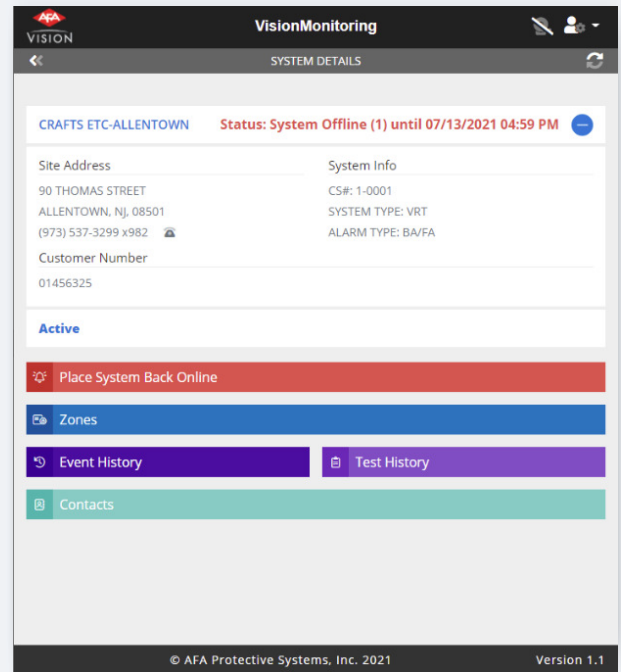 AFA
VISION
VisionMonitoring
SYSTEM DETAILS
CRAFTS ETC-ALLENTOWN
Status: System Offline (1) until 07/13/2021 04:59 PM
Site Address
System Info
90 THOMAS STREET
CS#: 1-0001
ALLENTOWN, NJ, 08501
SYSTEM TYPE: VRT
(973) 537-3299 x982
ALARM TYPE: BA/FA
Customer Number
01456325
Active
Place System Back Online
Zones
Event History
Test History
Contacts
© AFA Protective Systems, Inc. 2021
Version 1.1